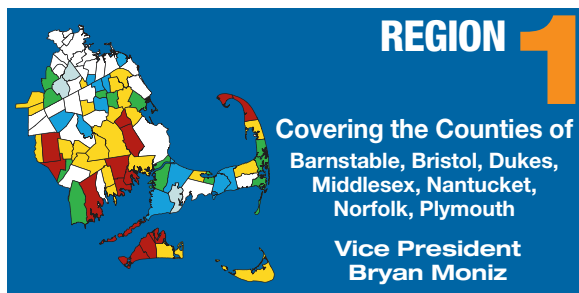 REGION 1
Covering the Counties of
Barnstable, Bristol, Dukes,
Middlesex, Nantucket,
Norfolk, Plymouth
Vice President
Bryan Moniz